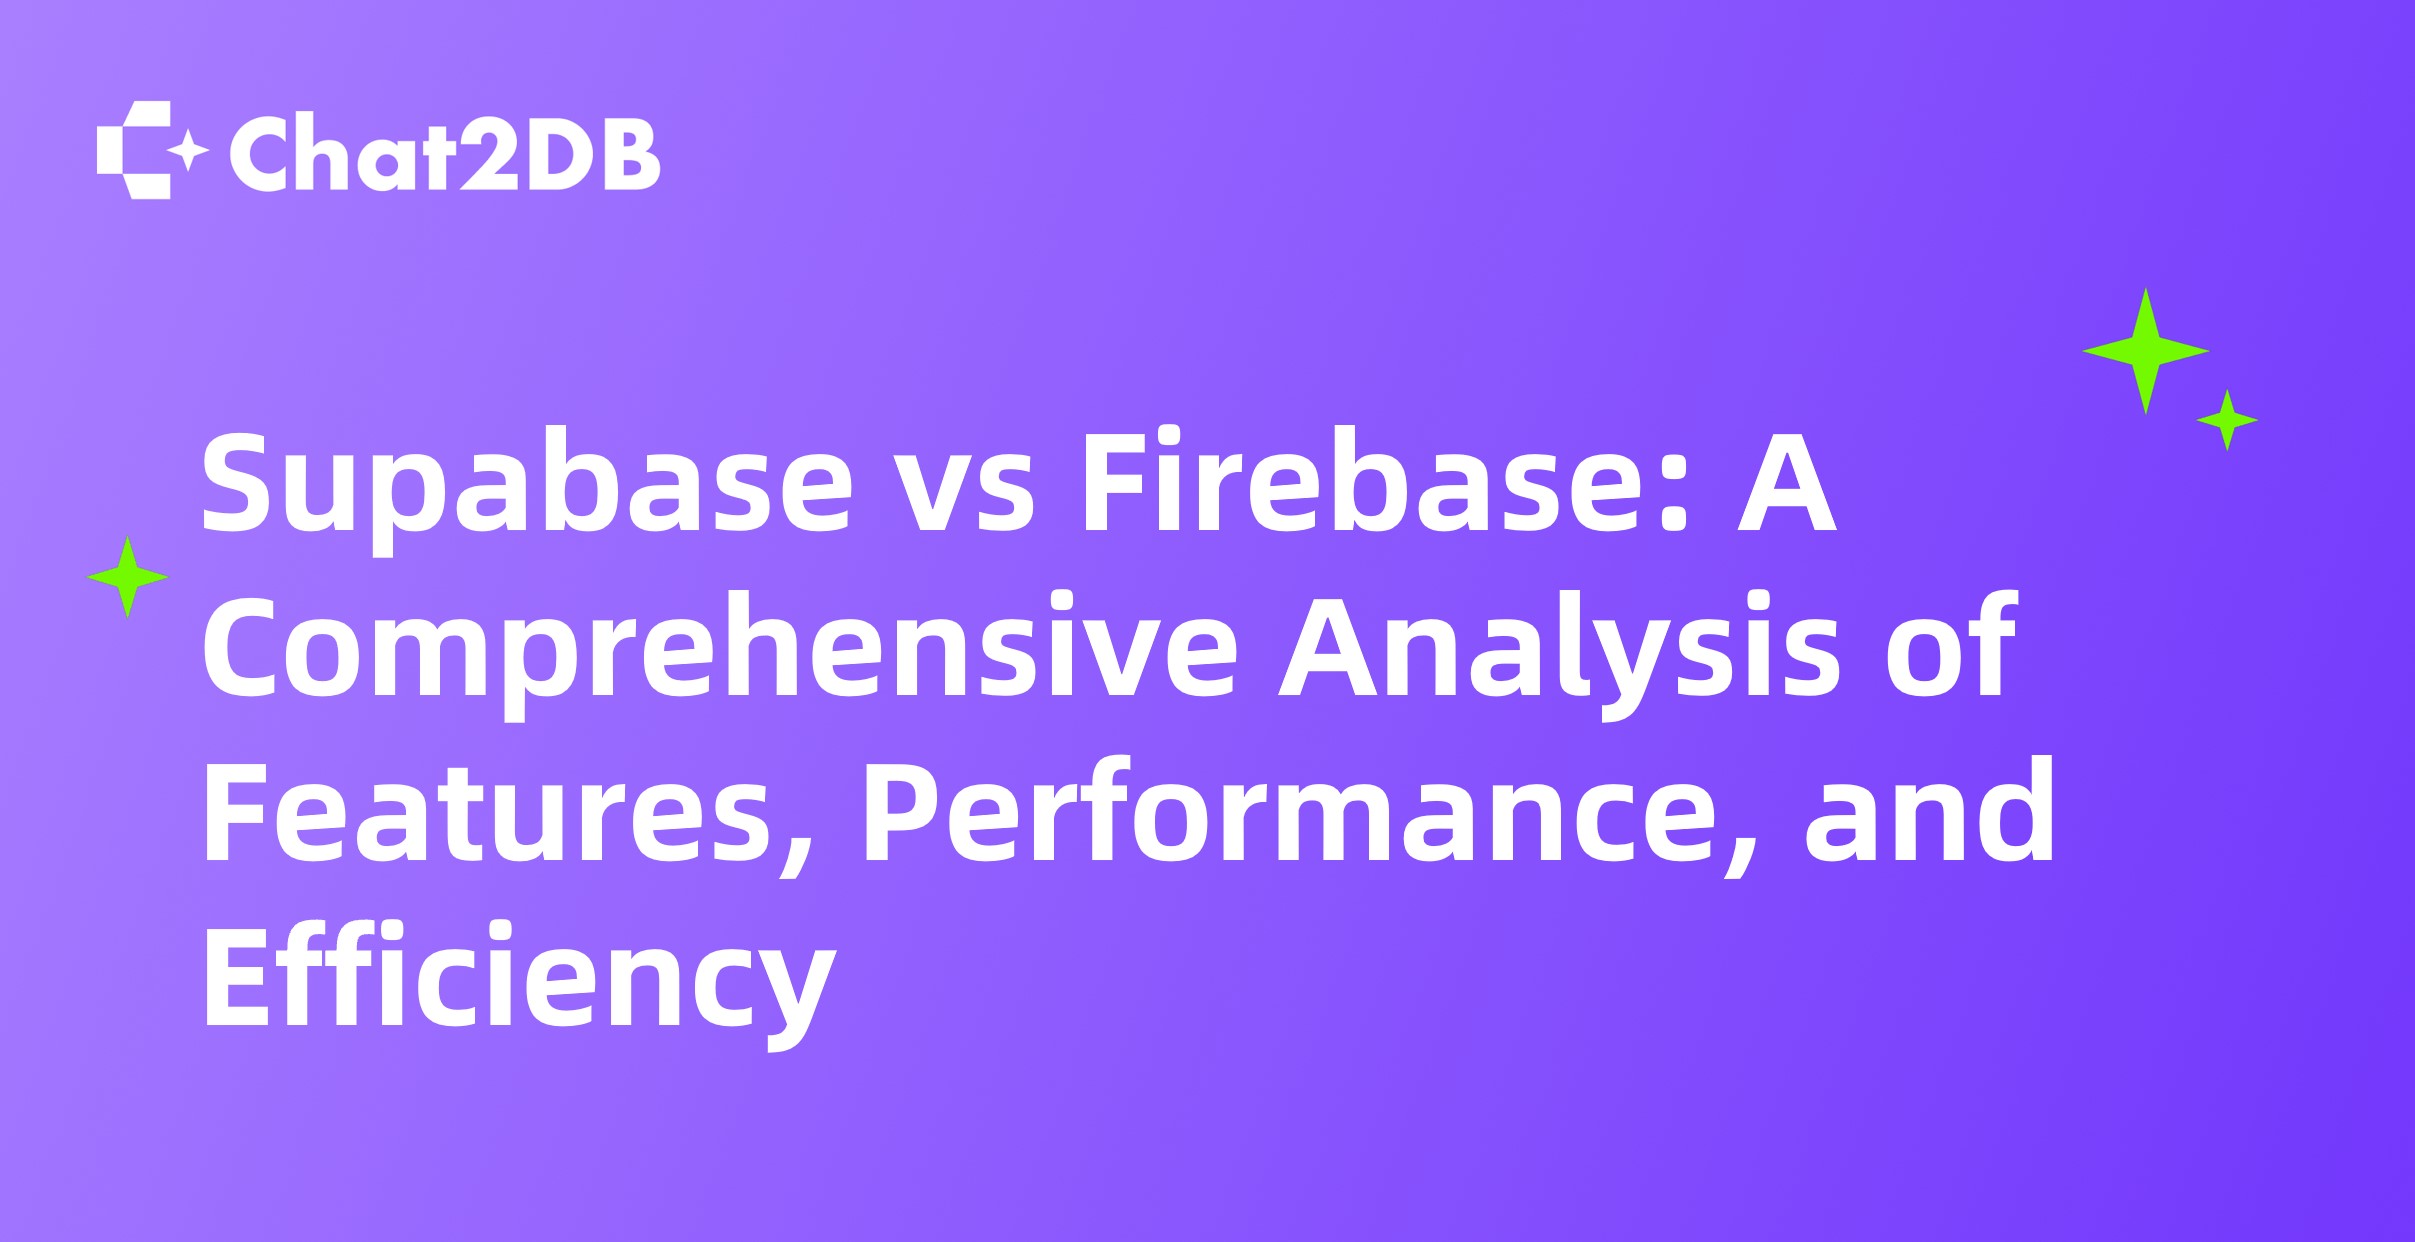 Chat2DB
Supabase vs Firebase: A
Comprehensive Analysis of
Features, Performance, and
Efficiency